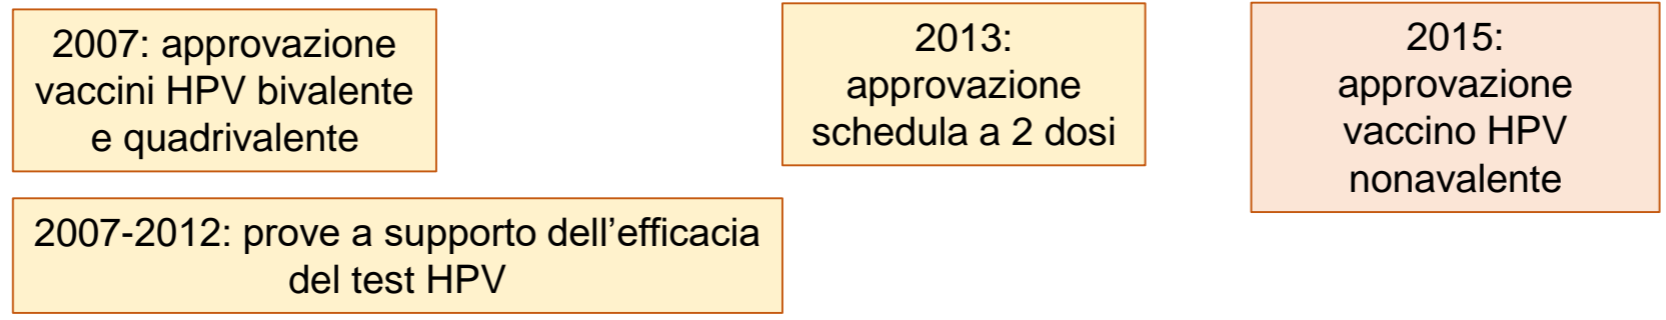 2007: approvazione
vaccini HPV bivalente
e quadrivalente
2007-2012: prove a supporto dell’efficacia
del test HPV
2013:
approvazione
schedula a 2 dosi
2015:
approvazione
vaccino HPV
nonavalente